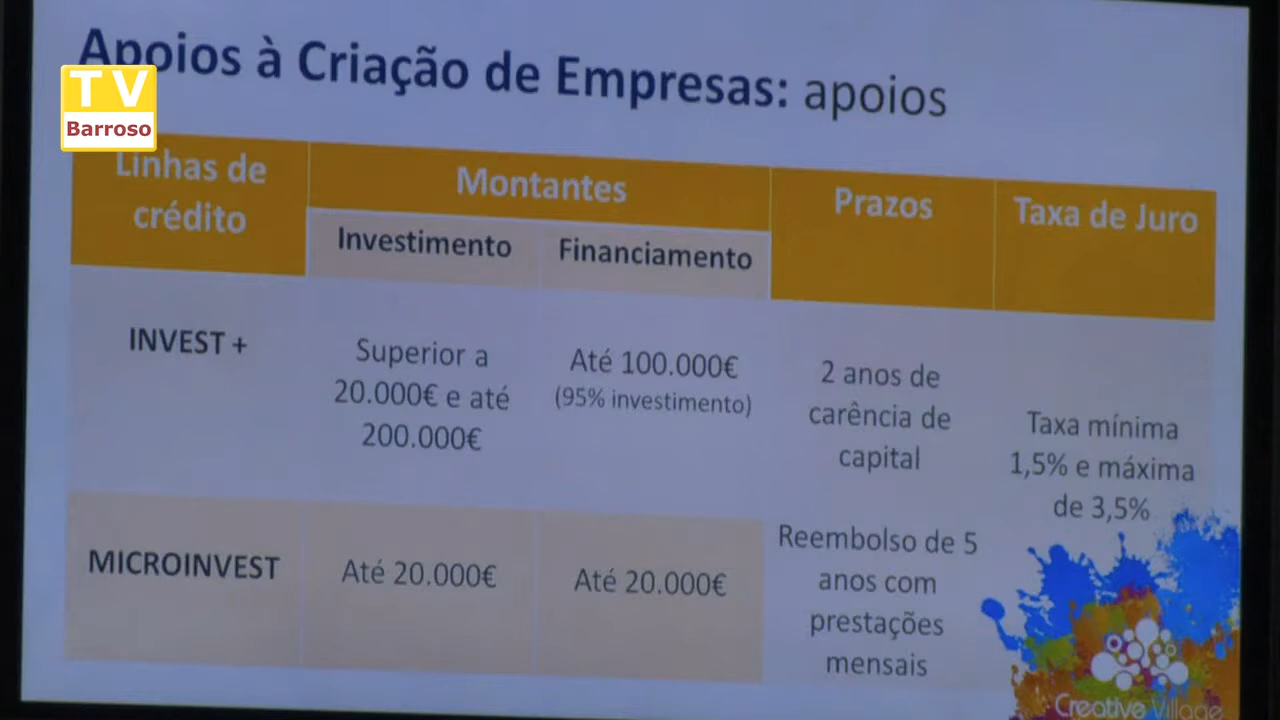 Apoios à Criação de Empresas: apoios
TV
Barroso
Linhas de
crédito
Montantes
Prazos
Taxa de Juro
Investimento
Financiamento
INVEST +
Superior a
20.000€ e até
200.000€
Até 100.000€
(95% investimento)
2 anos de
carência de
capital
Taxa mínima
1,5% e máxima
de 3,5%
MICROINVEST
Até 20.000€
Até 20.000€
Reembolso de 5
anos com
prestações
mensais
Creative Village